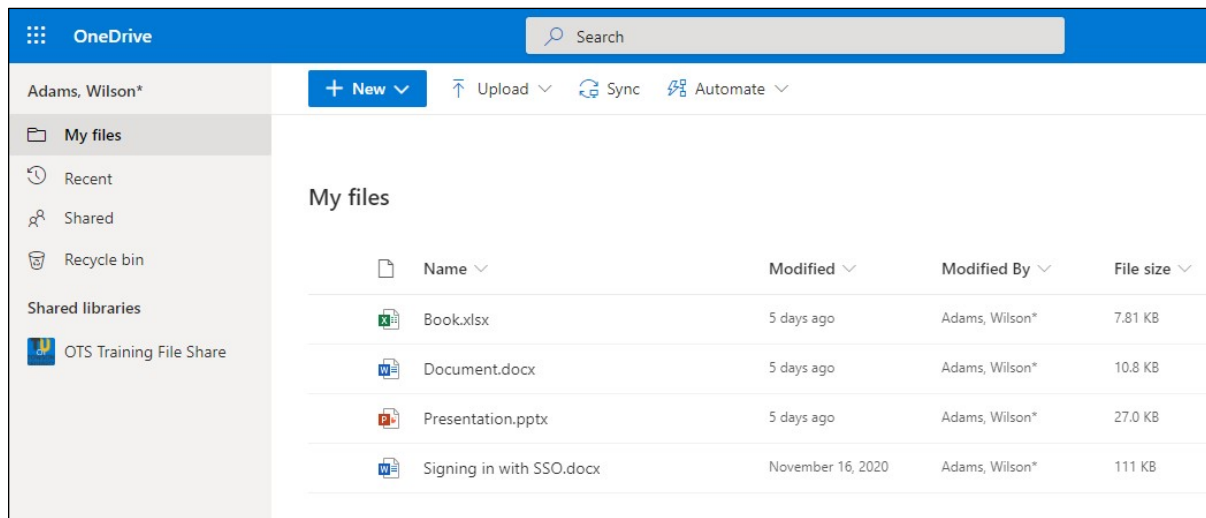 OneDrive
Search
Adams, Wilson*
New
Upload
Sync
Automate
My files
Recent
Shared
Recycle bin
Shared libraries
OTS Training File Share
My files
Name Modified Modified By File size
Book.xlsx 5 days ago Adams, Wilson* 7.81 KB
Document.docx 5 days ago Adams, Wilson* 10.8 KB
Presentation.pptx 5 days ago Adams, Wilson* 27.0 KB
Signing in with SSO.docx November 16, 2020 Adams, Wilson* 111 KB